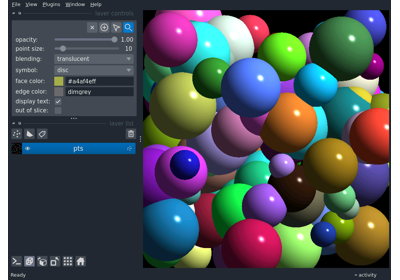 File View Plugins Window Help
layer controls
opacity: 1.00
point size: 10
blending: translucent
symbol: disc
face color: #a4af4eff
edge color: dimgrey
display text:
out of slice:
layer list
pts
Ready
activity